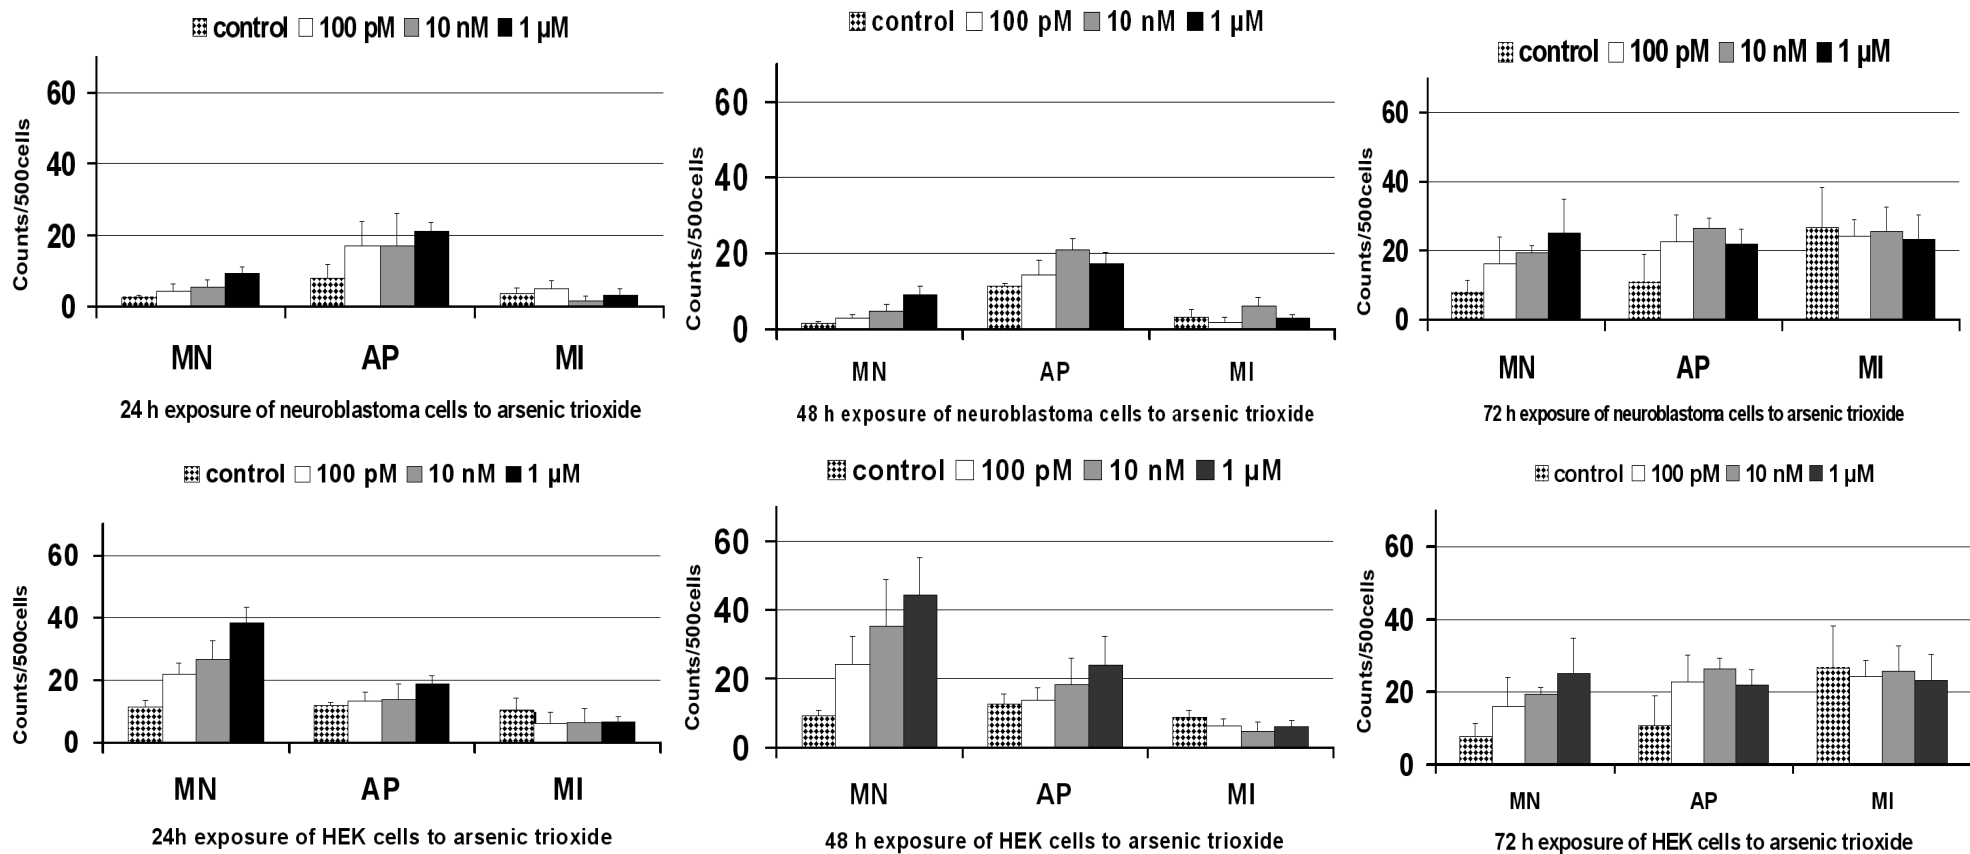 control 100 pM 10 nM 1 µM
60
40
20
0
Counts/500cells
MN AP MI
24 h exposure of neuroblastoma cells to arsenic trioxide
control 100 pM 10 nM 1 µM
60
40
20
0
Counts/500cells
MN AP MI
48 h exposure of neuroblastoma cells to arsenic trioxide
control 100 pM 10 nM 1 µM
60
40
20
0
Counts/500cells
MN AP MI
72 h exposure of neuroblastoma cells to arsenic trioxide
control 100 pM 10 nM 1 µM
60
40
20
0
Counts/500cells
MN AP MI
24h exposure of HEK cells to arsenic trioxide
control 100 pM 10 nM 1 µM
60
40
20
0
Counts/500cells
MN AP MI
48 h exposure of HEK cells to arsenic trioxide
control 100 pM 10 nM 1 µM
60
40
20
0
Counts/500cells
MN AP MI
72 h exposure of HEK cells to arsenic trioxide